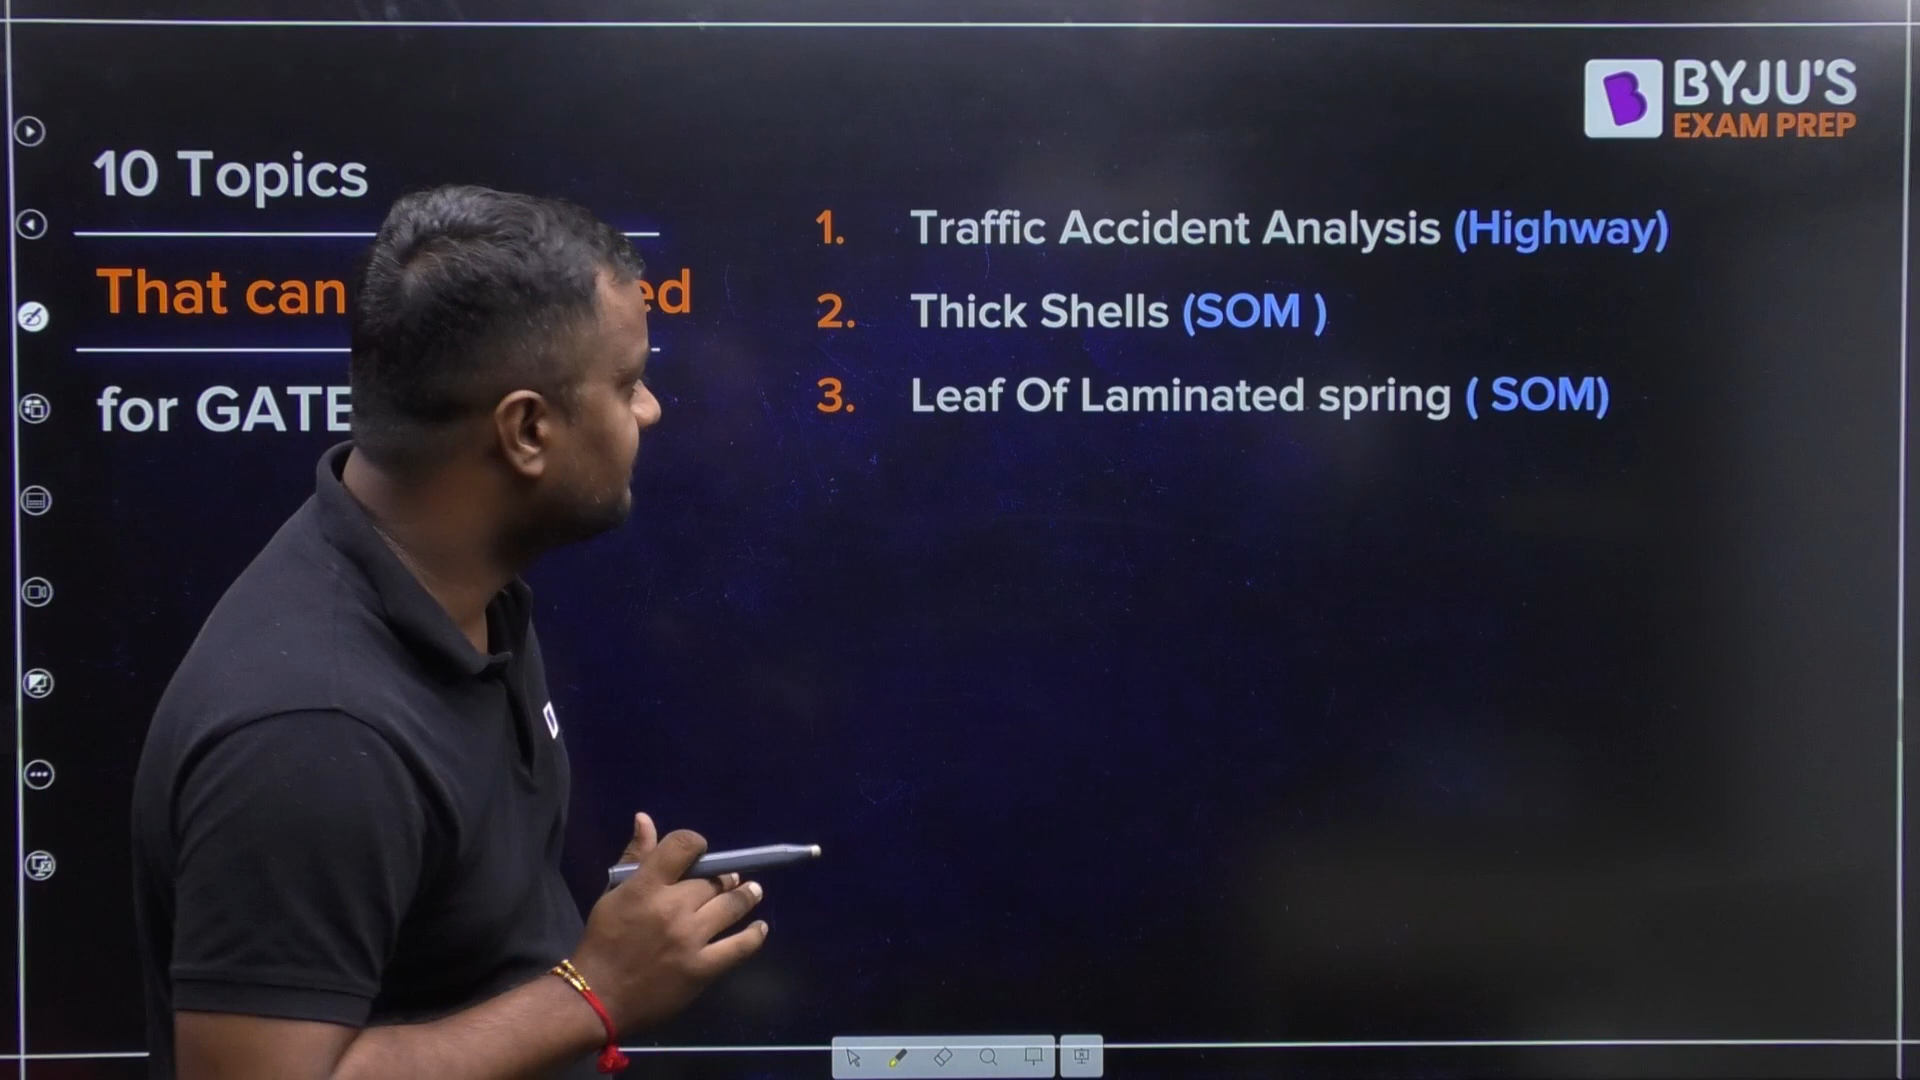 BYJU'S
EXAM PREP
10 Topics
That can
for GATE
1. Traffic Accident Analysis (Highway)
2. Thick Shells (SOM )
3. Leaf Of Laminated spring ( SOM)